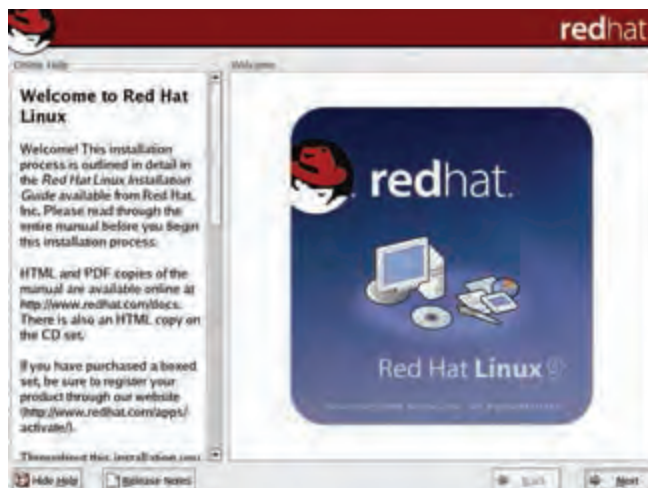 redhat
Online Help
Welcome
Welcome to Red Hat
Linux
Welcome! This installation
process is outlined in detail in
the Red Hat Linux Installation
Guide available from Red Hat,
Inc. Please read through the
entire manual before you begin
this installation process.
HTML and PDF copies of the
manual are available online at
http://www.redhat.com/docs.
There is also an HTML copy on
the CD set.
If you have purchased a boxed
set, be sure to register your
product through our website
(http://www.redhat.com/apps/
activate/).
Throughout this installation you
redhat.
Red Hat Linux
Hide Help
Release Notes
Back
Next